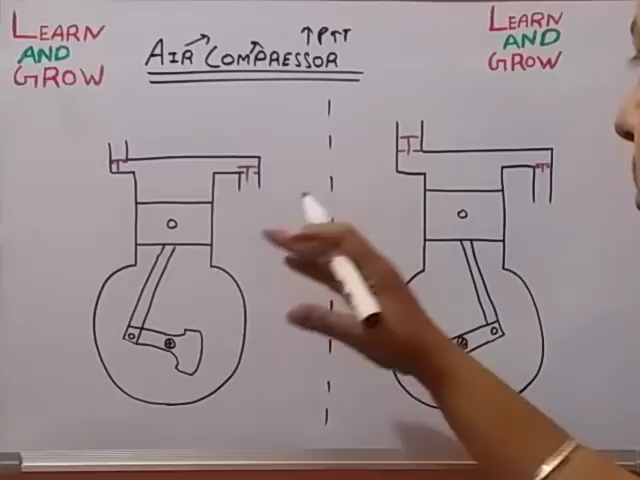 LEARN
AND
GROW
AIR COMPRESSOR
↑P↑T
LEARN
AND
GROW